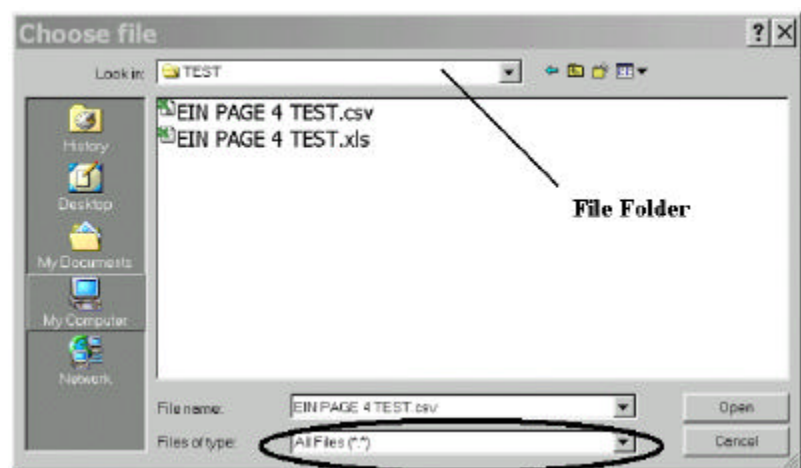 Choose file
Look in: TEST
History
Desktop
My Documents
My Computer
Network
EIN PAGE 4 TEST.csv
EIN PAGE 4 TEST.xls
File Folder
File name: EIN PAGE 4 TEST.csv
Open
Files of type: All Files (*.*)
Cancel